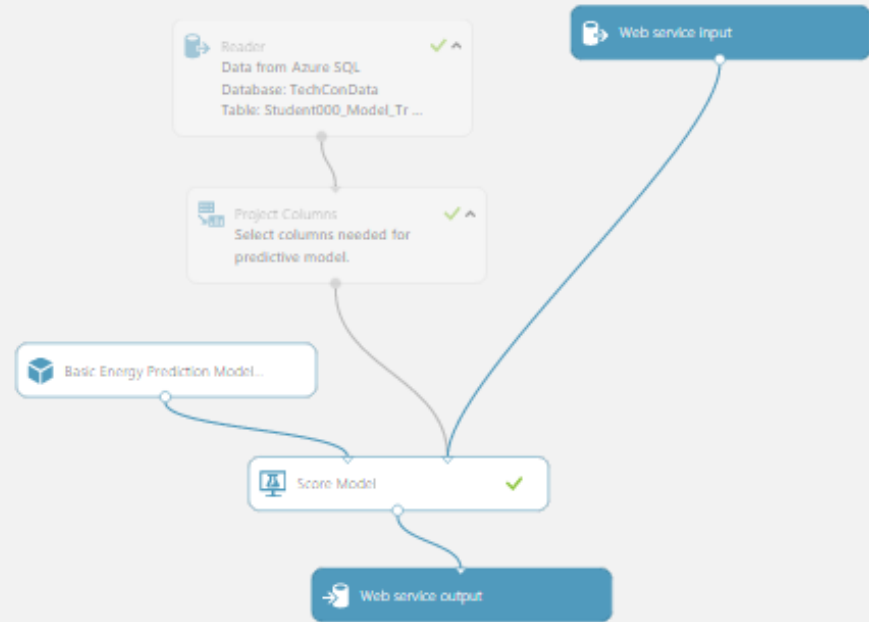 Reader
Data from Azure SQL
Database: TechConData
Table: Student000_Model_Tr ...
Web service input
Project Columns
Select columns needed for
predictive model.
Basic Energy Prediction Model...
Score Model
Web service output